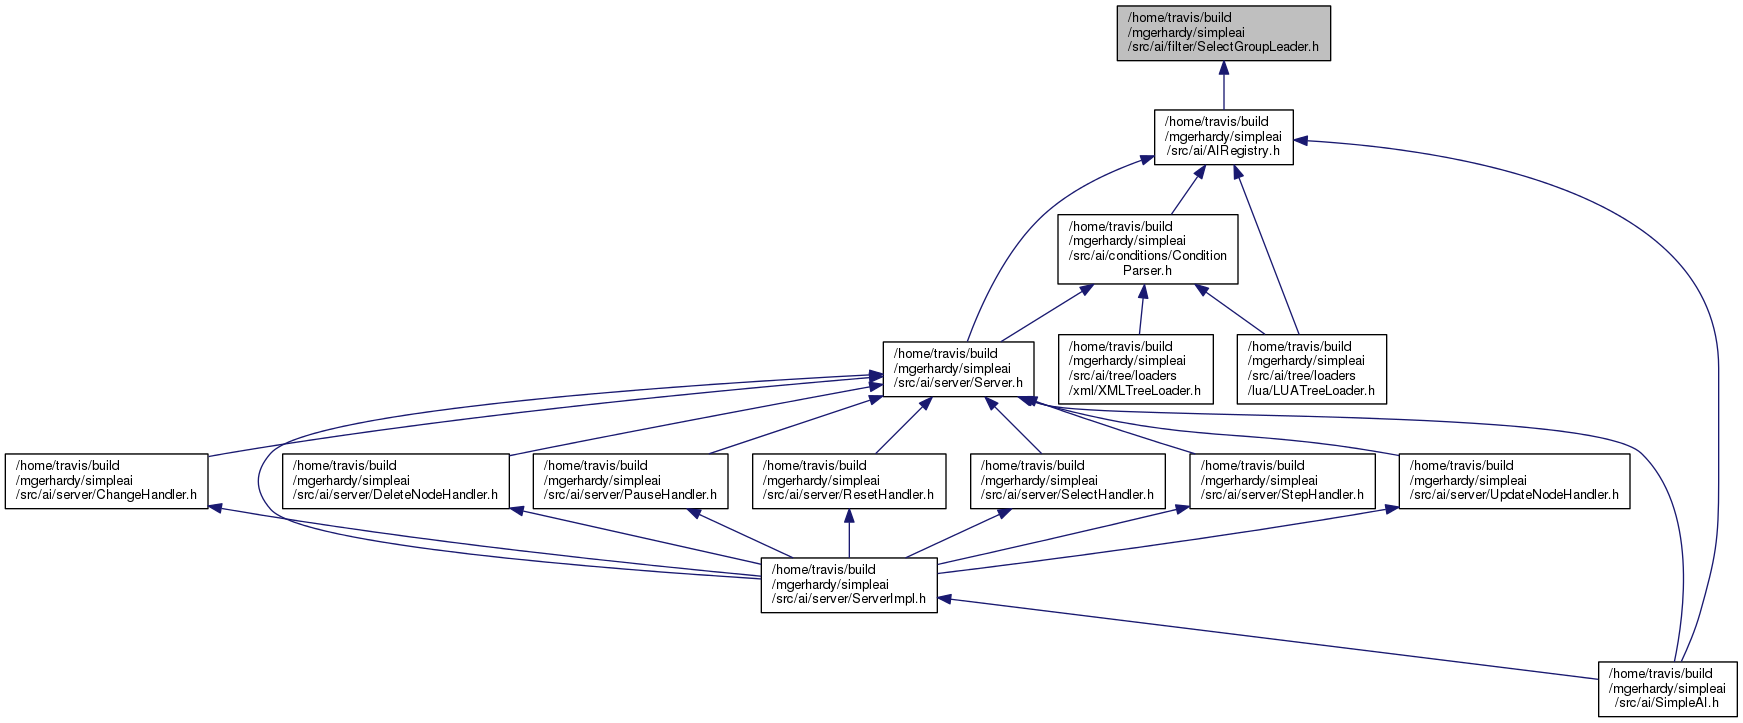 /home/travis/build
/mgerhardy/simpleai
/src/ai/filter/SelectGroupLeader.h
/home/travis/build
/mgerhardy/simpleai
/src/ai/AIRegistry.h
/home/travis/build
/mgerhardy/simpleai
/src/ai/conditions/Condition
Parser.h
/home/travis/build
/mgerhardy/simpleai
/src/ai/server/Server.h
/home/travis/build
/mgerhardy/simpleai
/src/ai/tree/loaders
/xml/XMLTreeLoader.h
/home/travis/build
/mgerhardy/simpleai
/src/ai/tree/loaders
/lua/LUATreeLoader.h
/home/travis/build
/mgerhardy/simpleai
/src/ai/server/ChangeHandler.h
/home/travis/build
/mgerhardy/simpleai
/src/ai/server/DeleteNodeHandler.h
/home/travis/build
/mgerhardy/simpleai
/src/ai/server/PauseHandler.h
/home/travis/build
/mgerhardy/simpleai
/src/ai/server/ResetHandler.h
/home/travis/build
/mgerhardy/simpleai
/src/ai/server/SelectHandler.h
/home/travis/build
/mgerhardy/simpleai
/src/ai/server/StepHandler.h
/home/travis/build
/mgerhardy/simpleai
/src/ai/server/UpdateNodeHandler.h
/home/travis/build
/mgerhardy/simpleai
/src/ai/server/ServerImpl.h
/home/travis/build
/mgerhardy/simpleai
/src/ai/SimpleAI.h